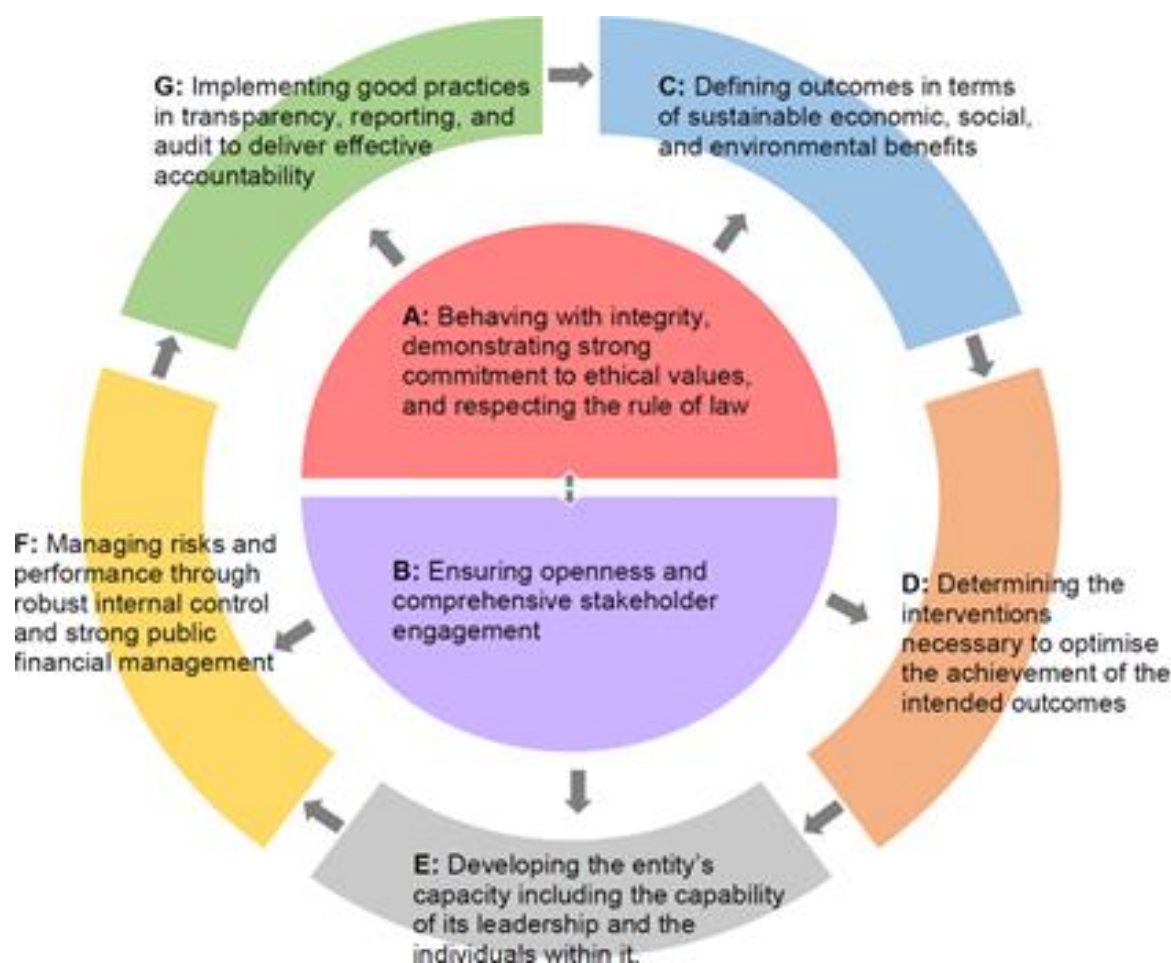 G: Implementing good practices
in transparency, reporting, and
audit to deliver effective
accountability
C: Defining outcomes in terms
of sustainable economic, social,
and environmental benefits
A: Behaving with integrity,
demonstrating strong
commitment to ethical values,
and respecting the rule of law
B: Ensuring openness and
comprehensive stakeholder
engagement
F: Managing risks and
performance through
robust internal control
and strong public
financial management
D: Determining the
interventions
necessary to optimise
the achievement of the
intended outcomes
E: Developing the entity's
capacity including the capability
of its leadership and the
individuals within it.